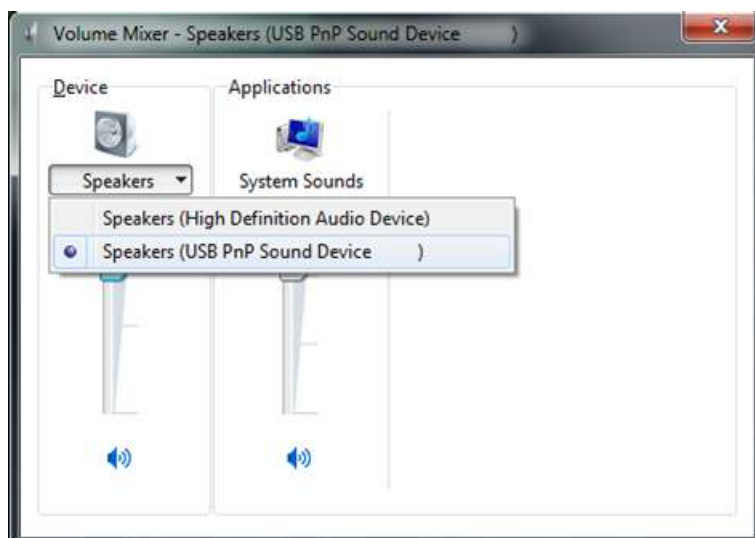 Volume Mixer - Speakers (USB PnP Sound Device      )
Device
Applications
Speakers
System Sounds
Speakers (High Definition Audio Device)
Speakers (USB PnP Sound Device      )